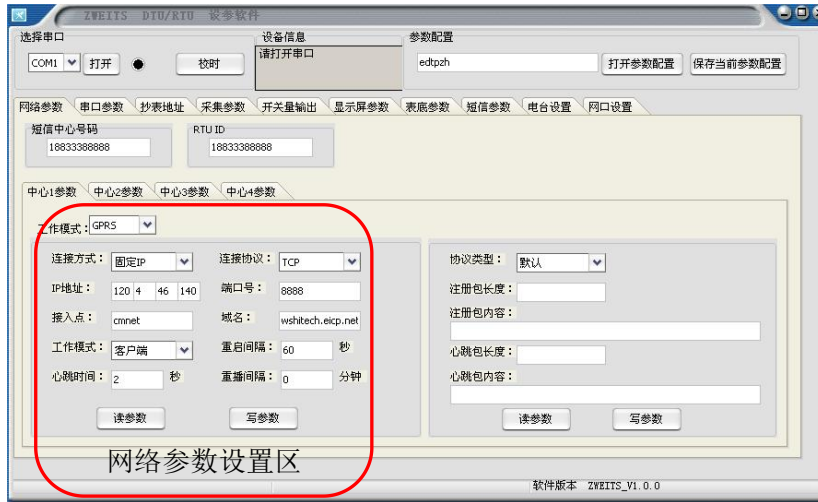 ZWEITS DTU/RTU 设参软件
选择串口 设备信息 参数配置
COM1 打开 校时 请打开串口 edtpzh 打开参数配置 保存当前参数配置
网络参数 串口参数 抄表地址 采集参数 开关量输出 显示屏参数 表底参数 短信参数 电台设置 网口设置
短信中心号码 RTU ID
18833388888 18833388888
中心1参数 中心2参数 中心3参数 中心4参数
工作模式: GPRS
连接方式: 固定IP 连接协议: TCP 协议类型: 默认
IP地址: 120 4 46 140 端口号: 8888 注册包长度:
接入点: cmnet 域名: wshitech.eicp.net 注册包内容:
工作模式: 客户端 重启间隔: 60 秒 心跳包长度:
心跳时间: 2 秒 重播间隔: 0 分钟 心跳包内容:
读参数 写参数 读参数 写参数
网络参数设置区
软件版本 ZWEITS_V1.0.0